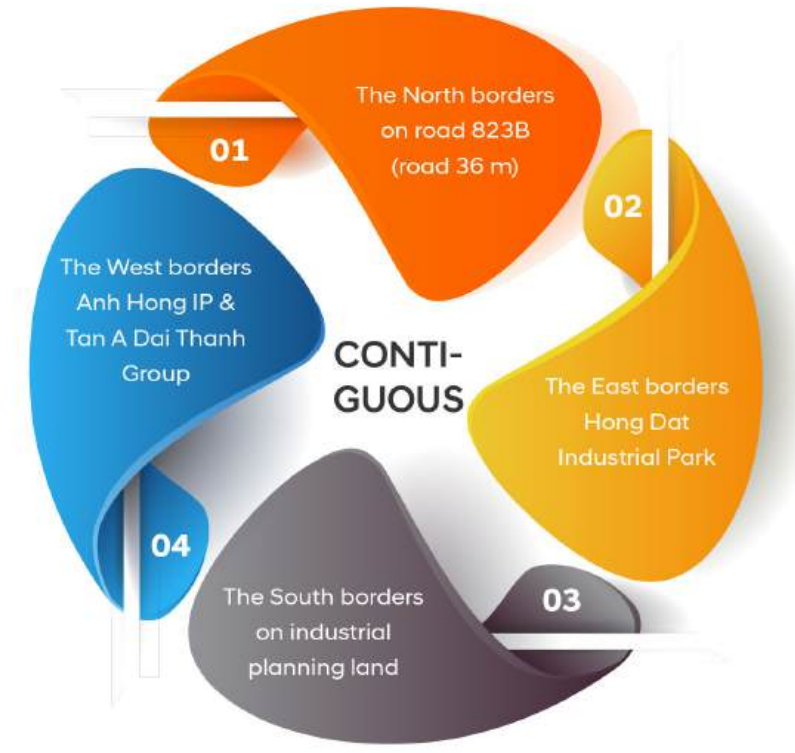 01
The North borders
on road 823B
(road 36 m)
02
The East borders
Hong Dat
Industrial Park
03
The South borders
on industrial
planning land
04
The West borders
Anh Hong IP &
Tan A Dai Thanh
Group
CONTI-
GUOUS